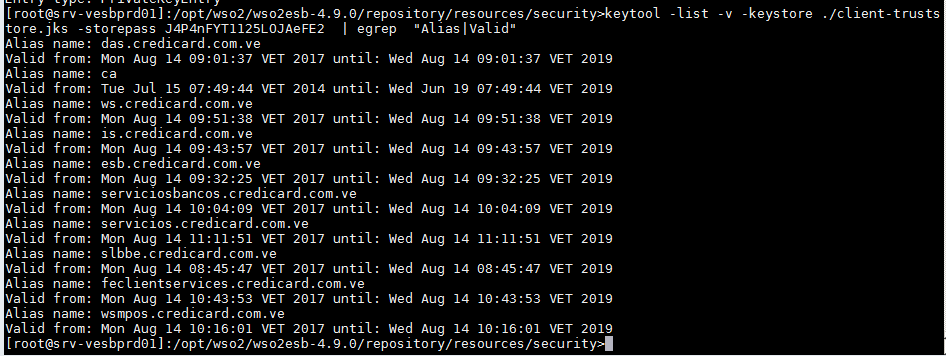 [root@srv-vesbprd01]:/opt/wso2/wso2esb-4.9.0/repository/resources/security>keytool -list -v -keystore ./client-trusts
tore.jks -storepass J4P4nFYT1125LOJAeFE2  | egrep  "Alias|Valid"
Alias name: das.credicard.com.ve
Valid from: Mon Aug 14 09:01:37 VET 2017 until: Wed Aug 14 09:01:37 VET 2019
Alias name: ca
Valid from: Tue Jul 15 07:49:44 VET 2014 until: Wed Jun 19 07:49:44 VET 2019
Alias name: ws.credicard.com.ve
Valid from: Mon Aug 14 09:51:38 VET 2017 until: Wed Aug 14 09:51:38 VET 2019
Alias name: is.credicard.com.ve
Valid from: Mon Aug 14 09:43:57 VET 2017 until: Wed Aug 14 09:43:57 VET 2019
Alias name: esb.credicard.com.ve
Valid from: Mon Aug 14 09:32:25 VET 2017 until: Wed Aug 14 09:32:25 VET 2019
Alias name: serviciosbancos.credicard.com.ve
Valid from: Mon Aug 14 10:04:09 VET 2017 until: Wed Aug 14 10:04:09 VET 2019
Alias name: servicios.credicard.com.ve
Valid from: Mon Aug 14 11:11:51 VET 2017 until: Wed Aug 14 11:11:51 VET 2019
Alias name: slbbe.credicard.com.ve
Valid from: Mon Aug 14 08:45:47 VET 2017 until: Wed Aug 14 08:45:47 VET 2019
Alias name: feclientservices.credicard.com.ve
Valid from: Mon Aug 14 10:43:53 VET 2017 until: Wed Aug 14 10:43:53 VET 2019
Alias name: wsmpos.credicard.com.ve
Valid from: Mon Aug 14 10:16:01 VET 2017 until: Wed Aug 14 10:16:01 VET 2019
[root@srv-vesbprd01]:/opt/wso2/wso2esb-4.9.0/repository/resources/security>